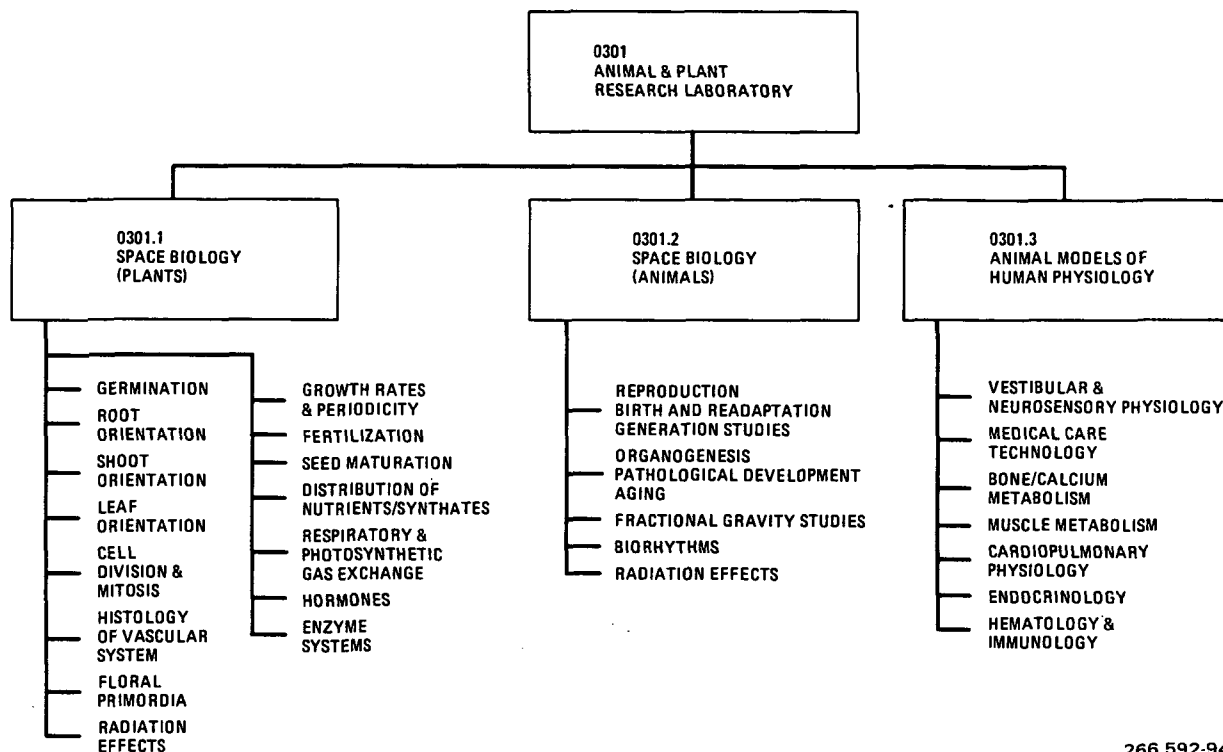 0301
ANIMAL & PLANT
RESEARCH LABORATORY
0301.1
SPACE BIOLOGY
(PLANTS)
0301.2
SPACE BIOLOGY
(ANIMALS)
0301.3
ANIMAL MODELS OF
HUMAN PHYSIOLOGY
GERMINATION
ROOT
ORIENTATION
SHOOT
ORIENTATION
LEAF
ORIENTATION
CELL
DIVISION &
MITOSIS
HISTOLOGY
OF VASCULAR
SYSTEM
FLORAL
PRIMORDIA
RADIATION
EFFECTS
GROWTH RATES
& PERIODICITY
FERTILIZATION
SEED MATURATION
DISTRIBUTION OF
NUTRIENTS/SYNTHATES
RESPIRATORY &
PHOTOSYNTHETIC
GAS EXCHANGE
HORMONES
ENZYME
SYSTEMS
REPRODUCTION
BIRTH AND READAPTATION
GENERATION STUDIES
ORGANOGENESIS
PATHOLOGICAL DEVELOPMENT
AGING
FRACTIONAL GRAVITY STUDIES
BIORHYTHMS
RADIATION EFFECTS
VESTIBULAR &
NEUROSENSORY PHYSIOLOGY
MEDICAL CARE
TECHNOLOGY
BONE/CALCIUM
METABOLISM
MUSCLE METABOLISM
CARDIOPULMONARY
PHYSIOLOGY
ENDOCRINOLOGY
HEMATOLOGY &
IMMUNOLOGY